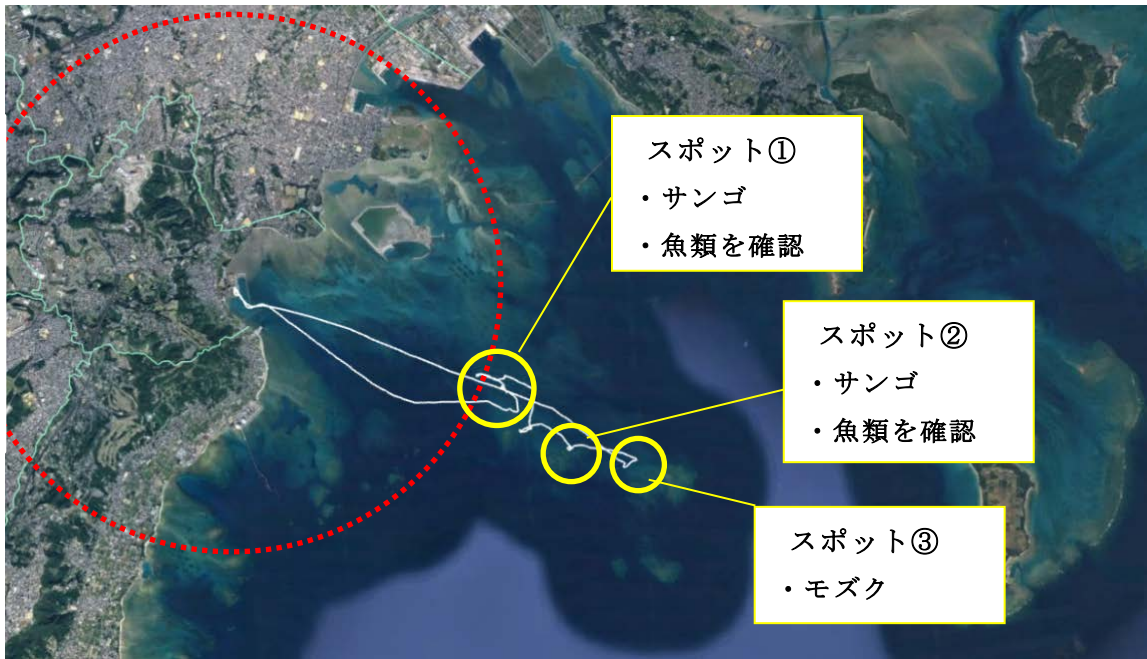 スポット①
・サンゴ
・魚類を確認
スポット②
・サンゴ
・魚類を確認
スポット③
・モズク